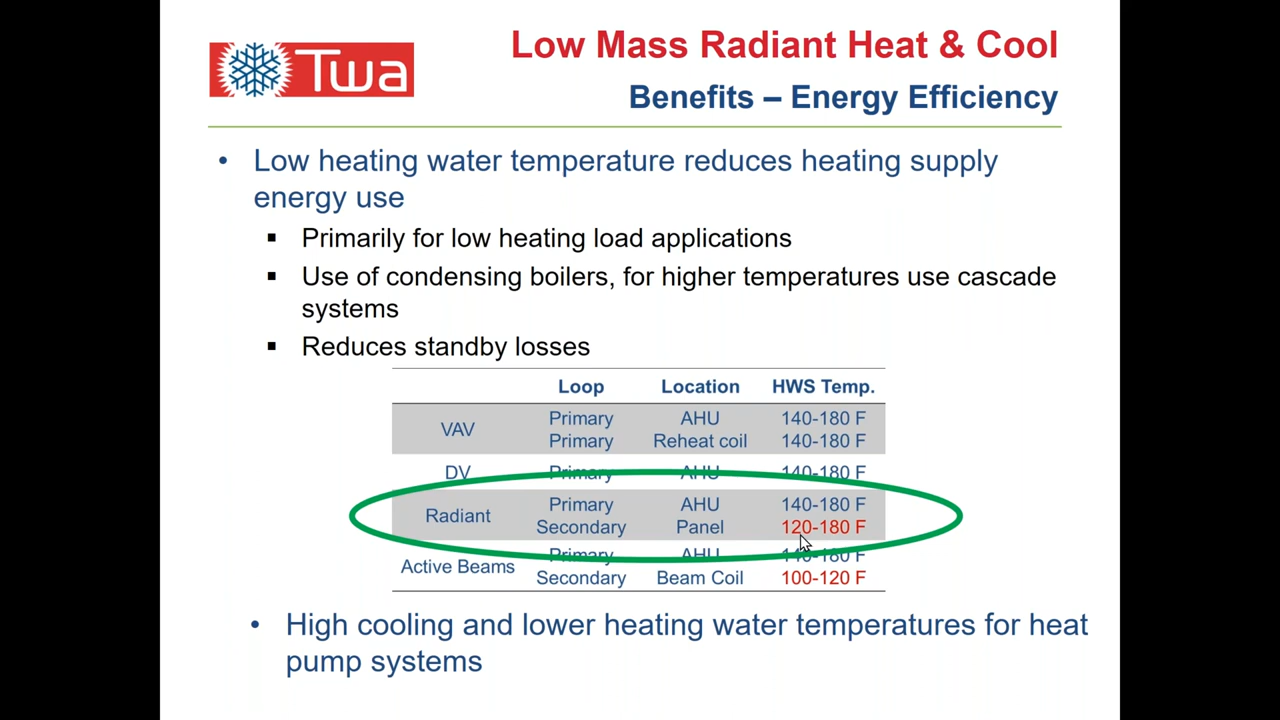 Twa
Low Mass Radiant Heat & Cool
Benefits – Energy Efficiency
• Low heating water temperature reduces heating supply
energy use
▪ Primarily for low heating load applications
▪ Use of condensing boilers, for higher temperatures use cascade
systems
▪ Reduces standby losses
Loop Location HWS Temp.
VAV
Primary AHU 140-180 F
Primary Reheat coil 140-180 F
DV Primary AHU 140-180 F
Radiant
Primary AHU 140-180 F
Secondary Panel 120-180 F
Active Beams
Primary AHU 140-180 F
Secondary Beam Coil 100-120 F
• High cooling and lower heating water temperatures for heat
pump systems